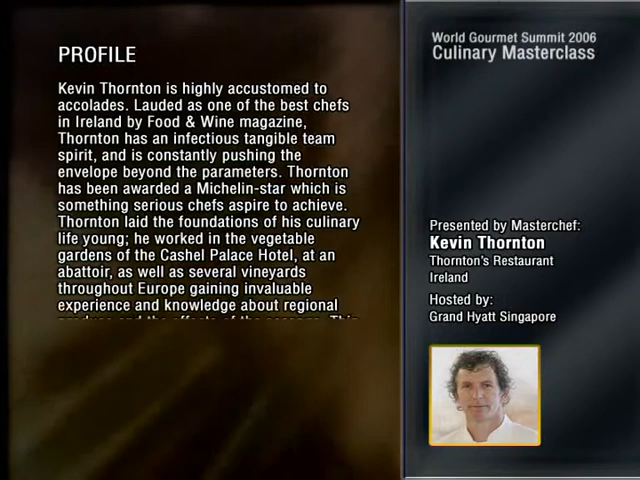 PROFILE
Kevin Thornton is highly accustomed to
accolades. Lauded as one of the best chefs
in Ireland by Food & Wine magazine,
Thornton has an infectious tangible team
spirit, and is constantly pushing the
envelope beyond the parameters. Thornton
has been awarded a Michelin-star which is
something serious chefs aspire to achieve.
Thornton laid the foundations of his culinary
life young; he worked in the vegetable
gardens of the Cashel Palace Hotel, at an
abattoir, as well as several vineyards
throughout Europe gaining invaluable
experience and knowledge about regional
World Gourmet Summit 2006
Culinary Masterclass
Presented by Masterchef:
Kevin Thornton
Thornton's Restaurant
Ireland
Hosted by:
Grand Hyatt Singapore